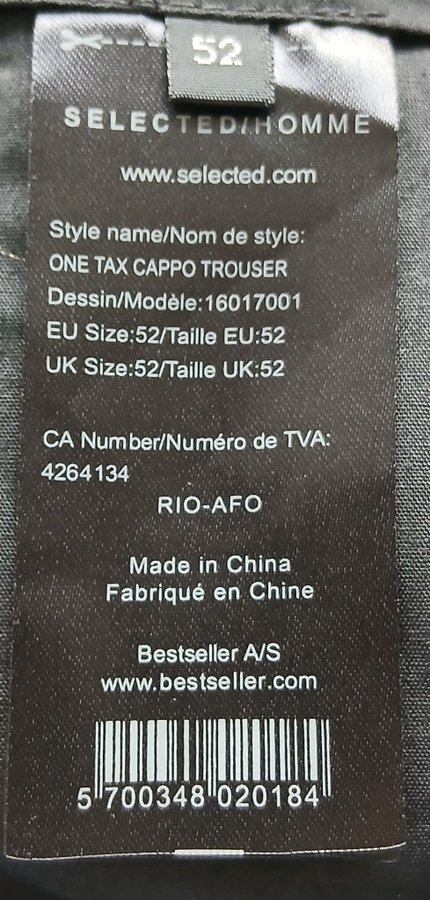 52
SELECTED/HOMME
www.selected.com
Style name/Nom de style:
ONE TAX CAPPO TROUSER
Dessin/Modèle:16017001
EU Size:52/Taille EU:52
UK Size:52/Taille UK:52
CA Number/Numéro de TVA:
4264134
RIO-AFO
Made in China
Fabriqué en Chine
Bestseller A/S
www.bestseller.com
5 700348 020184